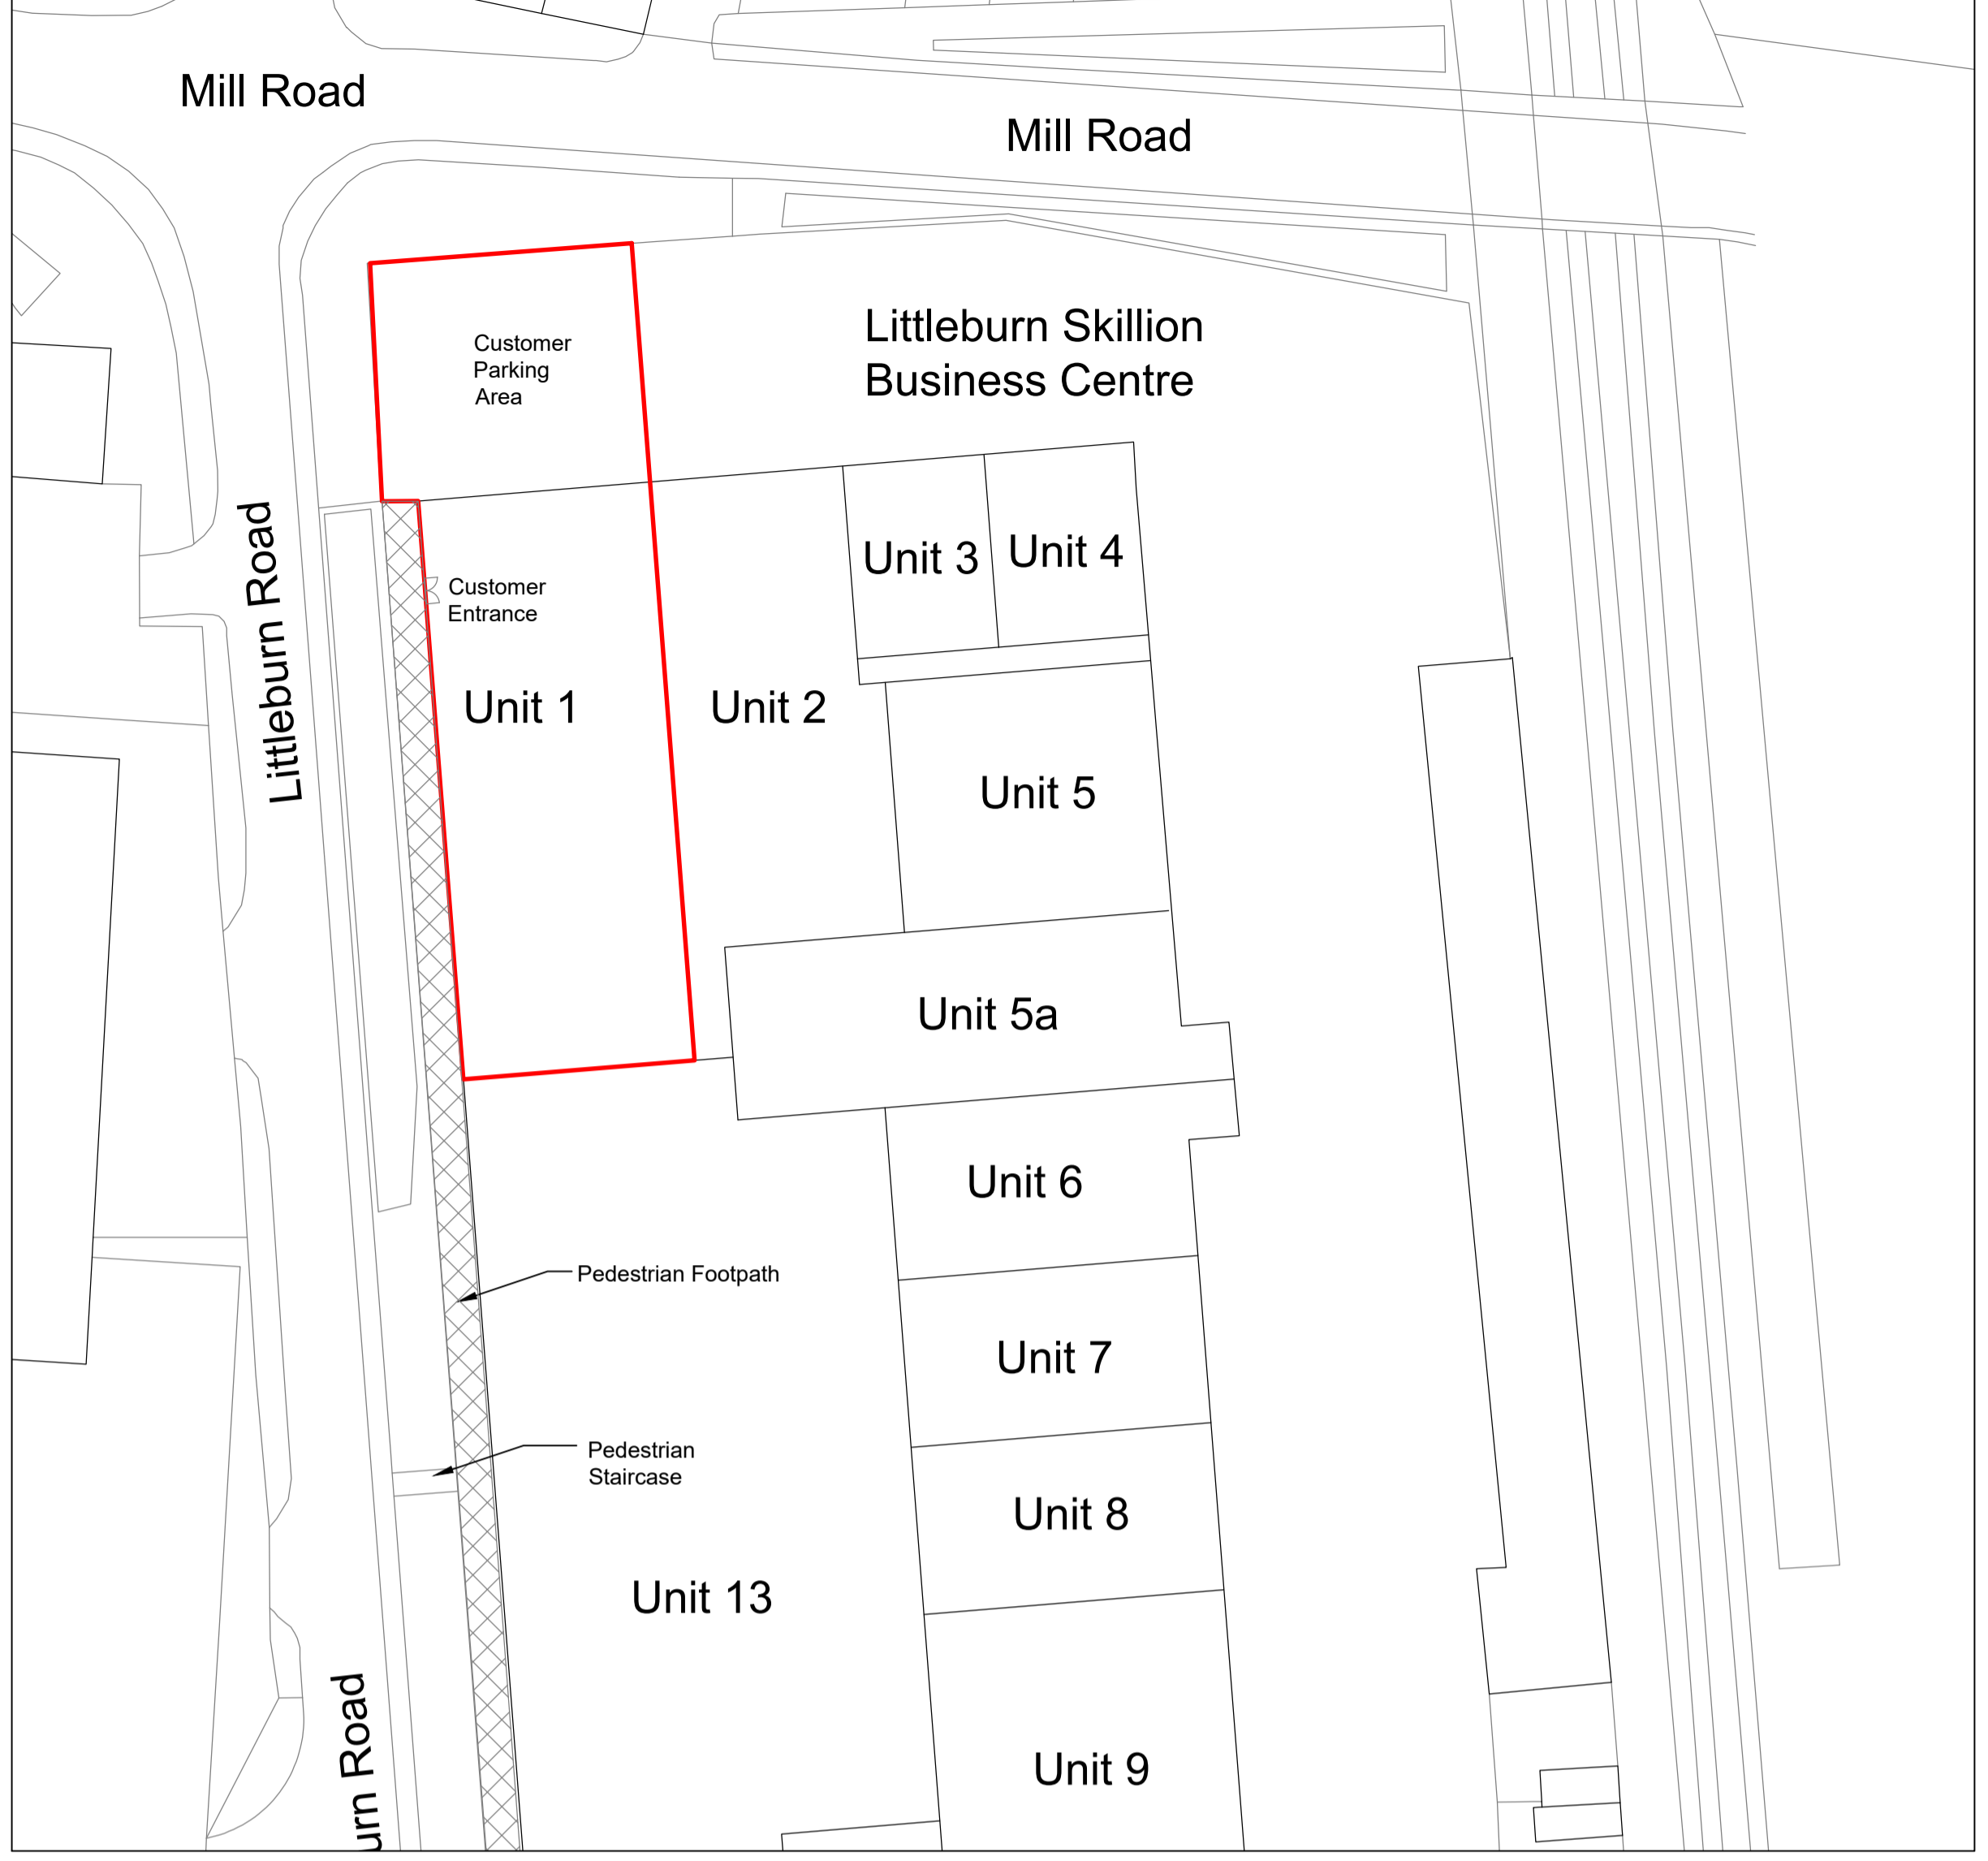 Mill Road
Mill Road
Littleburn Skillion
Business Centre
Customer
Parking
Area
Littleburn Road
Unit 3
Unit 4
Customer
Entrance
Unit 1
Unit 2
Unit 5
Unit 5a
Unit 6
Pedestrian Footpath
Unit 7
Pedestrian
Staircase
Unit 8
Unit 13
urn Road
Unit 9